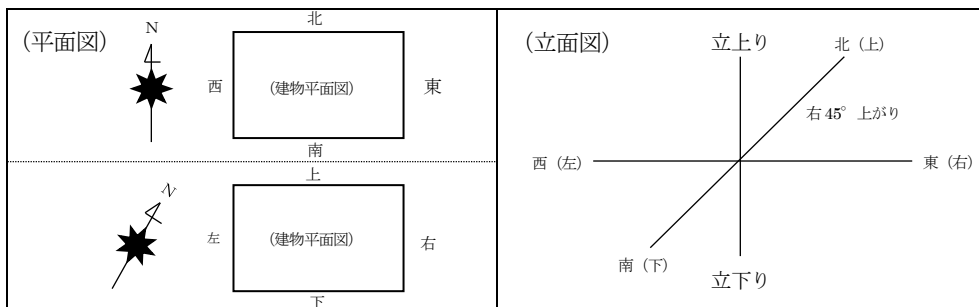 (平面図)
N
北
西
(建物平面図)
東
南
N
上
左
(建物平面図)
右
下
(立面図)
立上り
北(上)
右45° 上がり
西(左)
東(右)
南(下)
立下り